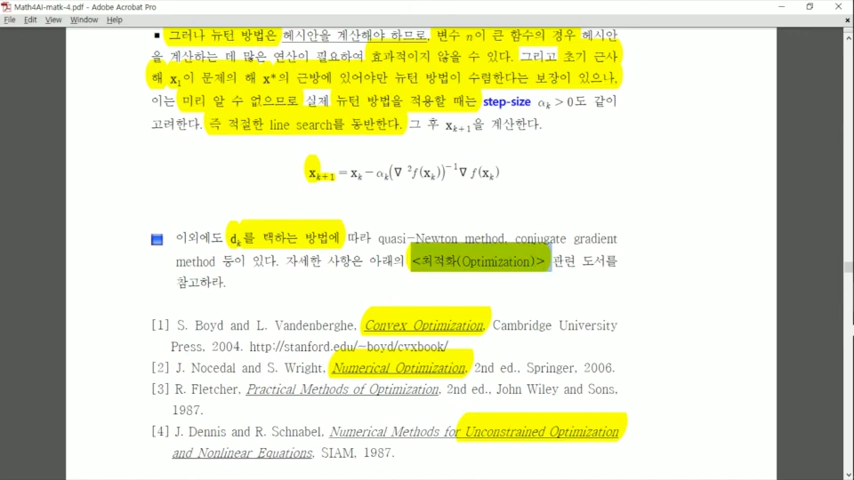 Math4AI-matk-4.pdf - Adobe Acrobat Pro
File Edit View Window Help
▪ 그러나 뉴턴 방법은 헤시안을 계산해야 하므로, 변수 n이 큰 함수의 경우 헤시안
을 계산하는 데 많은 연산이 필요하여 효과적이지 않을 수 있다. 그리고 초기 근사
해 x₁이 문제의 해 x*의 근방에 있어야만 뉴턴 방법이 수렴한다는 보장이 있으나,
이는 미리 알 수 없으므로 실제 뉴턴 방법을 적용할 때는 step-size αₖ > 0도 같이
고려한다. 즉 적절한 line search를 동반한다. 그 후 xₖ₊₁을 계산한다.
xₖ₊₁ = xₖ − αₖ(∇²f(xₖ))⁻¹∇f(xₖ)
이외에도 dₖ를 택하는 방법에 따라 quasi-Newton method, conjugate gradient
method 등이 있다. 자세한 사항은 아래의 <최적화(Optimization)> 관련 도서를
참고하라.
[1] S. Boyd and L. Vandenberghe, Convex Optimization, Cambridge University
Press, 2004. http://stanford.edu/~boyd/cvxbook/
[2] J. Nocedal and S. Wright, Numerical Optimization, 2nd ed., Springer, 2006.
[3] R. Fletcher, Practical Methods of Optimization, 2nd ed., John Wiley and Sons,
1987.
[4] J. Dennis and R. Schnabel, Numerical Methods for Unconstrained Optimization
and Nonlinear Equations, SIAM, 1987.